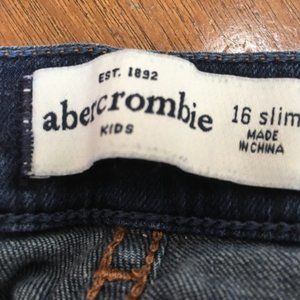 EST. 1892
abercrombie
KIDS
16 slim
MADE
IN CHINA